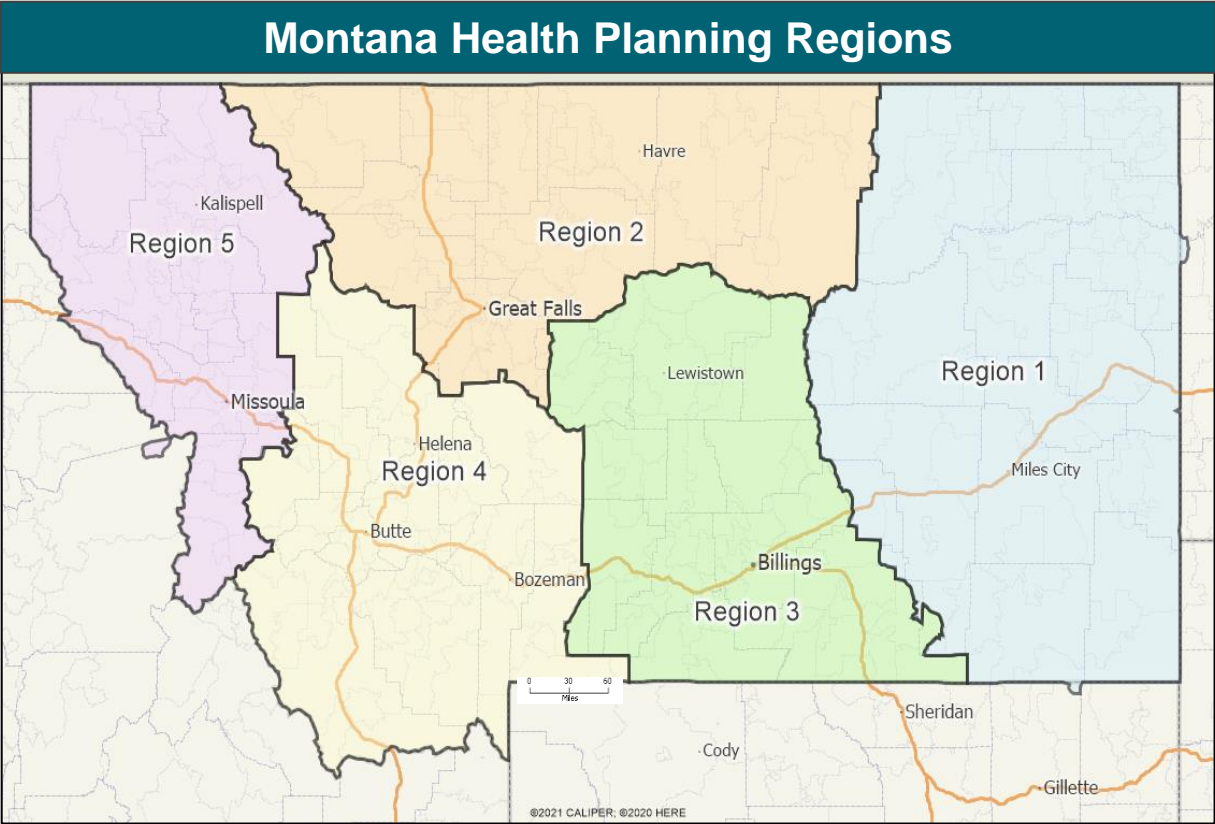 Montana Health Planning Regions
Havre
Kalispell
Region 2
Region 5
Great Falls
Region 1
Lewistown
Missoula
Helena
Region 4
Miles City
Butte
Billings
Bozeman
Region 3
0 30 60
Miles
Sheridan
Cody
Gillette
©2021 CALIPER; ©2020 HERE